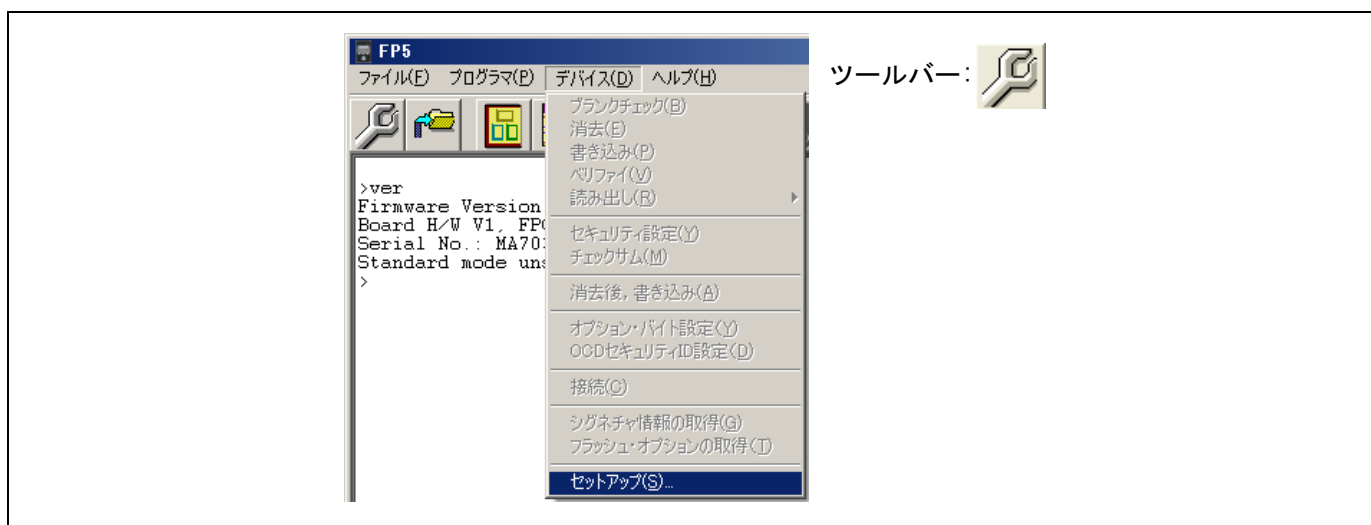 FP5
ファイル(F) プログラマ(P) デバイス(D) ヘルプ(H)
ツールバー:
ブランクチェック(B)
消去(E)
書き込み(P)
ベリファイ(V)
読み出し(R)
セキュリティ設定(Y)
チェックサム(M)
消去後, 書き込み(A)
オプション・バイト設定(Y)
OCDセキュリティID設定(D)
接続(C)
シグネチャ情報の取得(G)
フラッシュ・オプションの取得(T)
セットアップ(S)...
>ver
Firmware Version
Board H/W V1, FP
Serial No.: MA70
Standard mode un
>